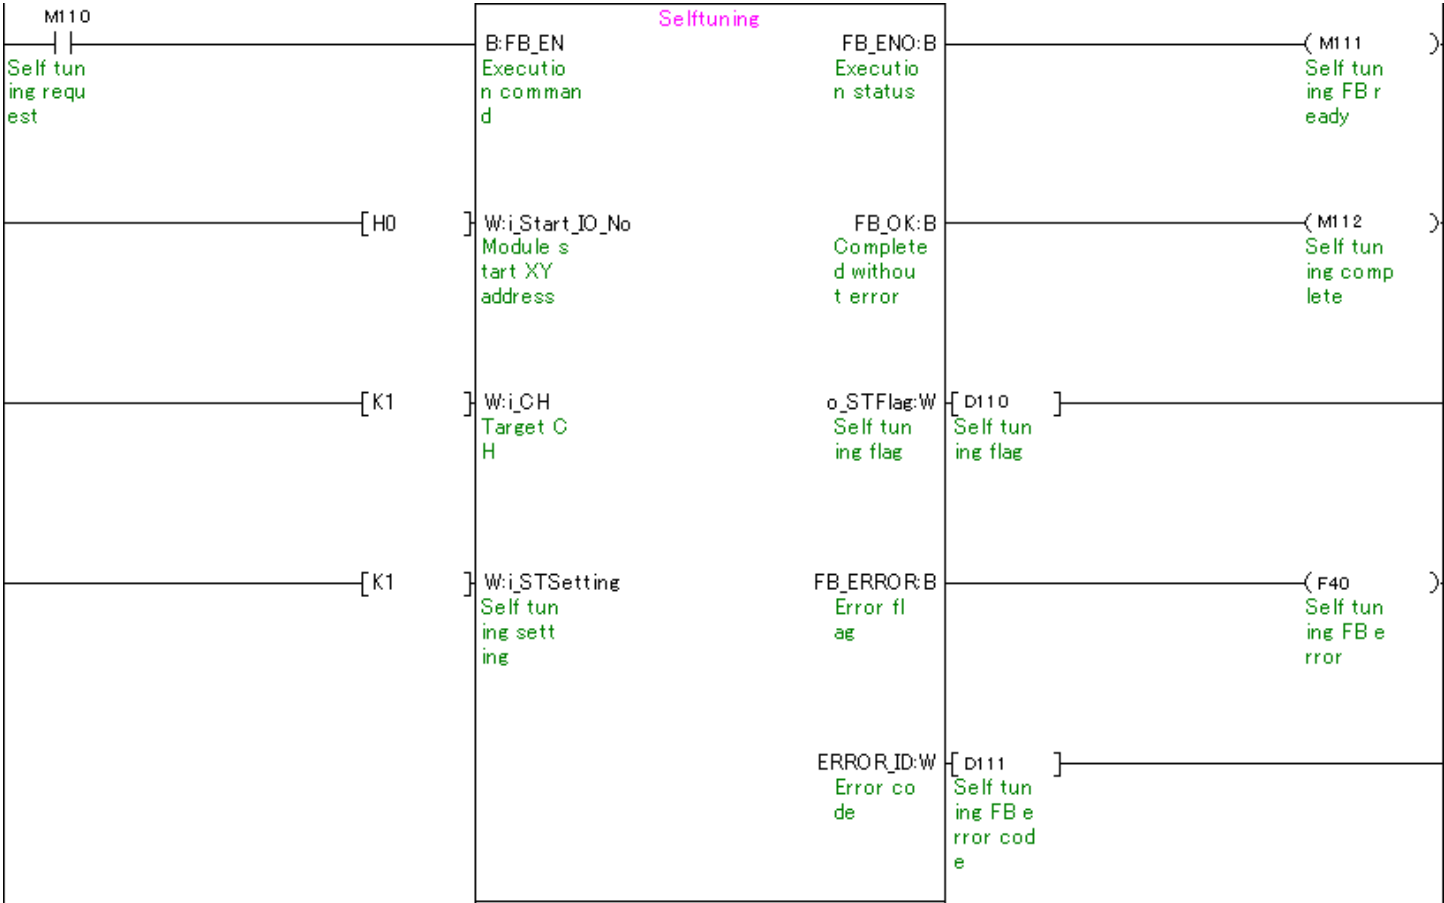 M110
Selftuning
B:FB_EN
FB_ENO:B
M111
Self tun
ing requ
est
Executio
n comman
d
Executio
n status
Self tun
ing FB r
eady
H0
W:i_Start_IO_No
FB_OK:B
M112
Module s
tart XY
address
Complete
d withou
t error
Self tun
ing comp
lete
K1
W:i_CH
o_STFlag:W
D110
Target C
H
Self tun
ing flag
Self tun
ing flag
K1
W:i_STSetting
FB_ERROR:B
F40
Self tun
ing sett
ing
Error fl
ag
Self tun
ing FB e
rror
ERROR_ID:W
D111
Error co
de
Self tun
ing FB e
rror cod
e